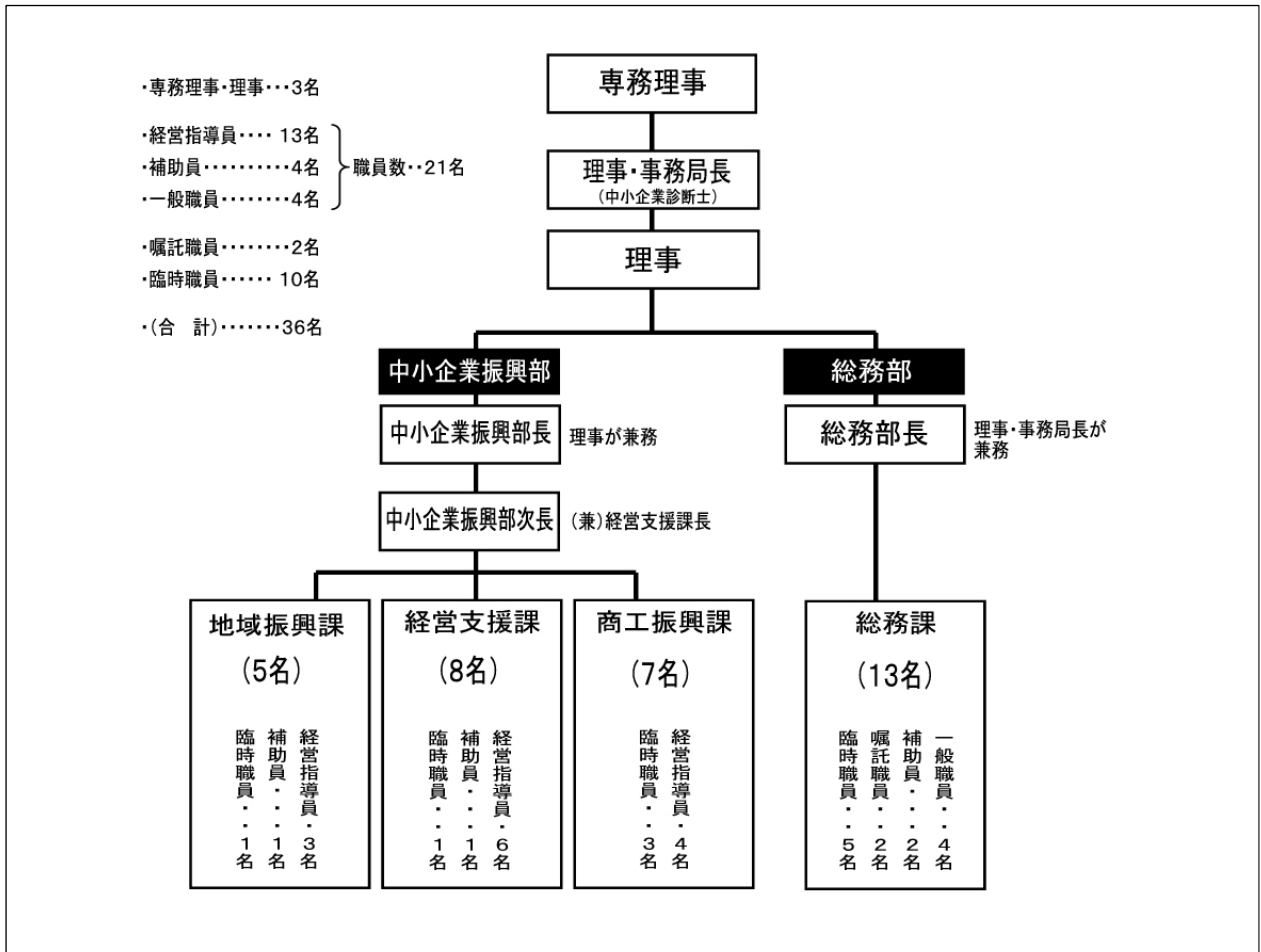 ・専務理事・理事・・・3名
・経営指導員・・・・ 13名
・補助員・・・・・・・・・・4名
・一般職員・・・・・・・・4名
職員数・・21名
・嘱託職員・・・・・・・・2名
・臨時職員・・・・・・ 10名
・(合 計)・・・・・・・36名
専務理事
理事・事務局長
(中小企業診断士)
理事
中小企業振興部
中小企業振興部長
理事が兼務
中小企業振興部次長
(兼)経営支援課長
総務部
総務部長
理事・事務局長が
兼務
地域振興課
(5名)
経営指導員・3名
補助員・・・1名
臨時職員・・1名
経営支援課
(8名)
経営指導員・6名
補助員・・・1名
臨時職員・・1名
商工振興課
(7名)
経営指導員・4名
臨時職員・・3名
総務課
(13名)
一般職員・・4名
補助員・・・2名
嘱託職員・・2名
臨時職員・・5名